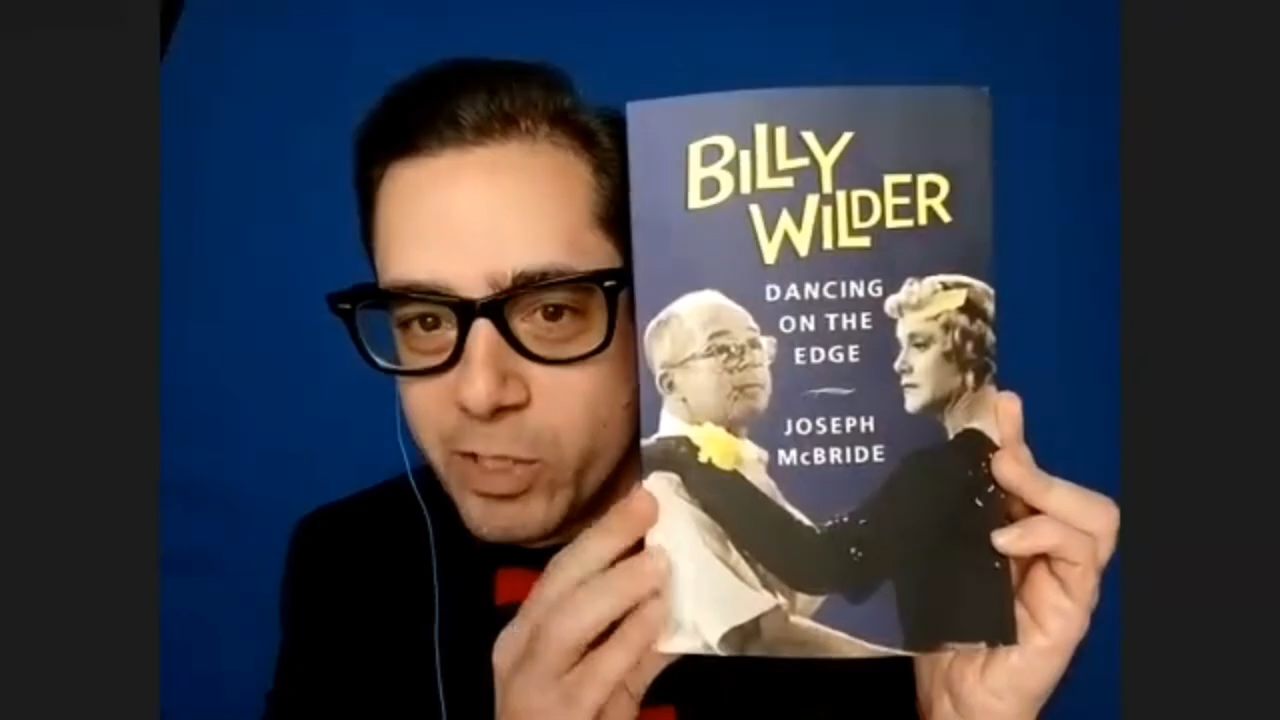 BILLY
WILDER
DANCING
ON THE
EDGE
JOSEPH
McBRIDE